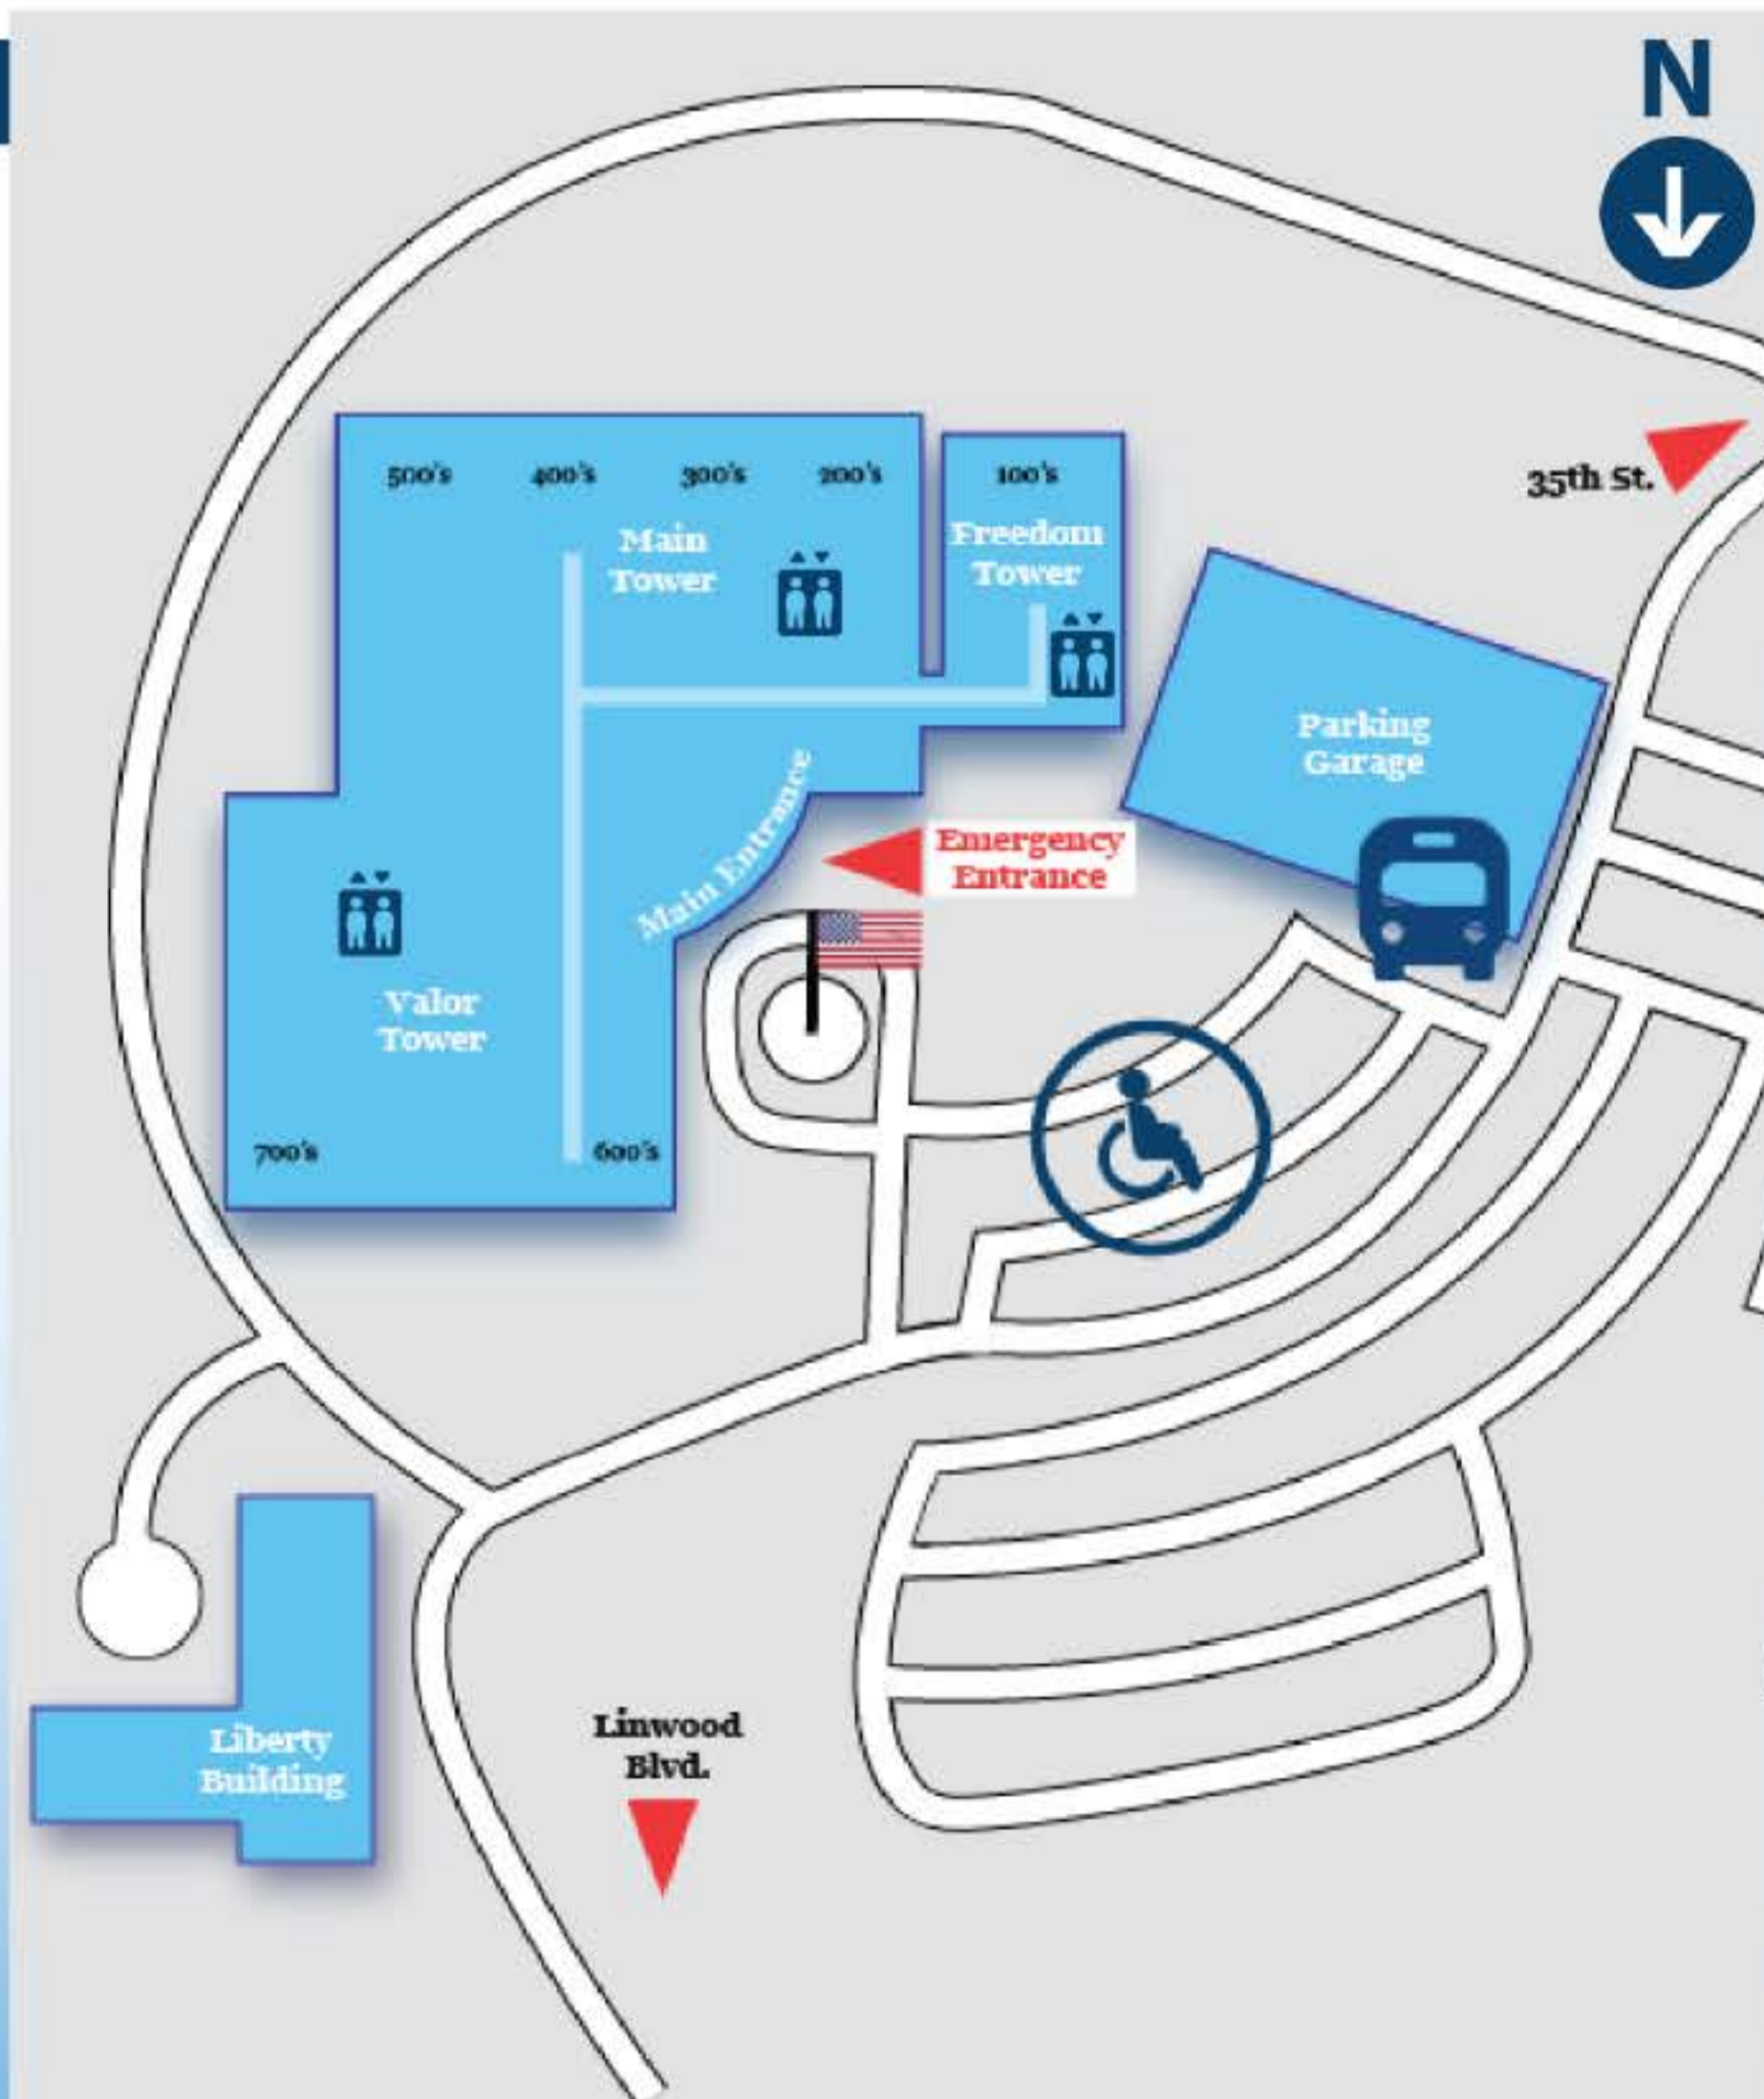 N
500's 400's 300's 200's 100's
Main
Tower
Freedom
Tower
35th St.
Parking
Garage
Main Entrance
Emergency
Entrance
Valor
Tower
700's 600's
Liberty
Building
Linwood
Blvd.